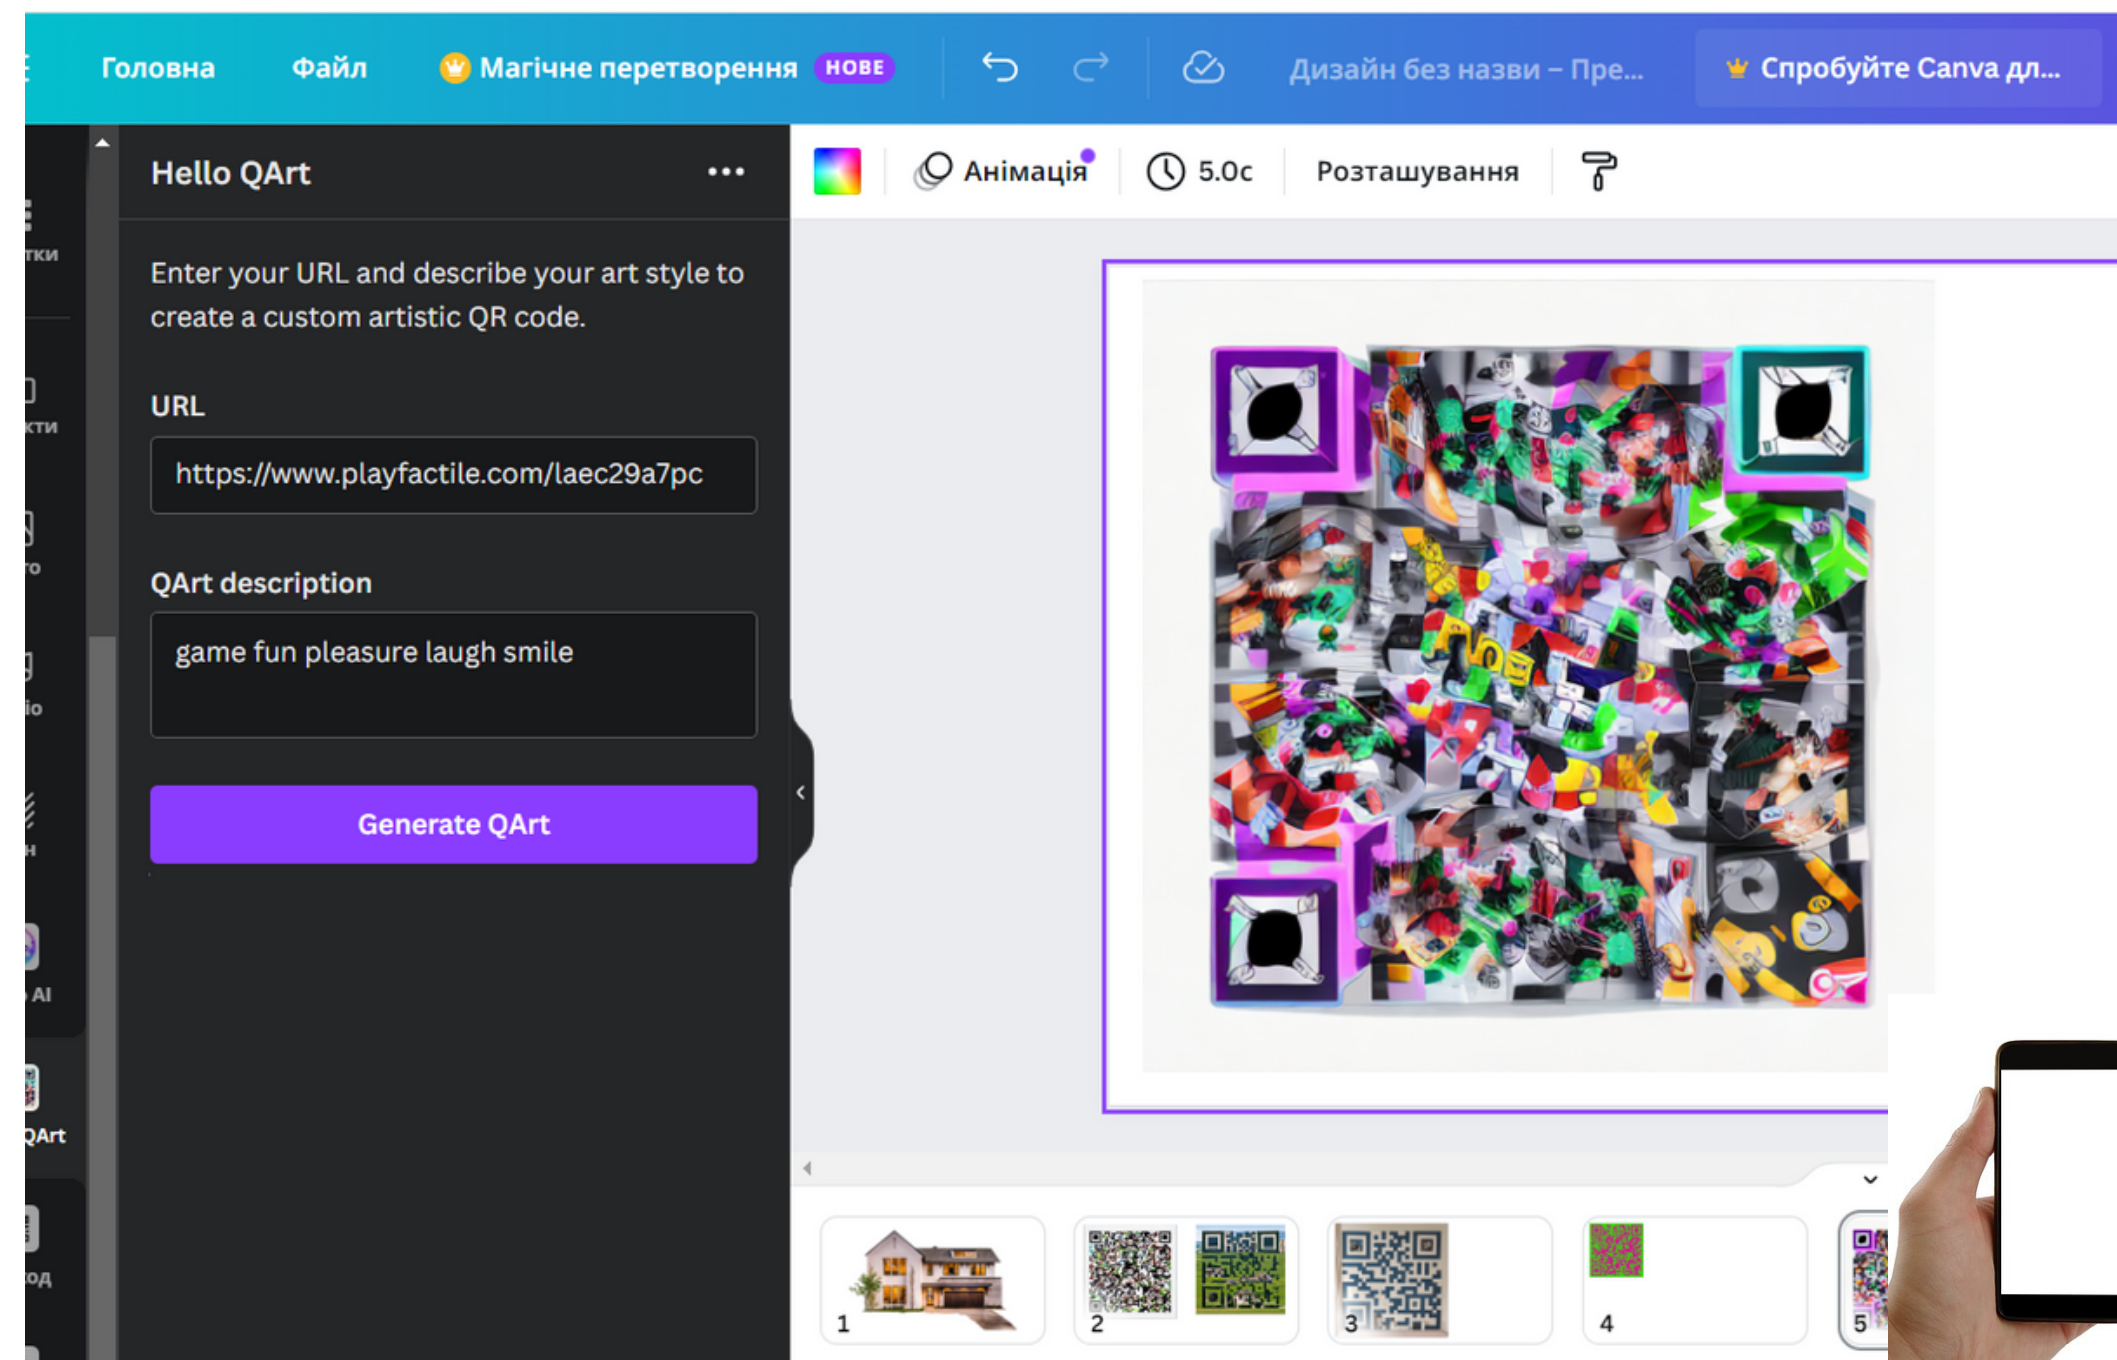 Головна
Файл
Магічне перетворення
НОВЕ
Дизайн без назви – Пре...
Спробуйте Canva дл...
Hello QArt
Анімація
5.0с
Розташування
Enter your URL and describe your art style to
create a custom artistic QR code.
URL
https://www.playfactile.com/laec29a7pc
QArt description
game fun pleasure laugh smile
Generate QArt
AI
QArt
1
2
3
4
5